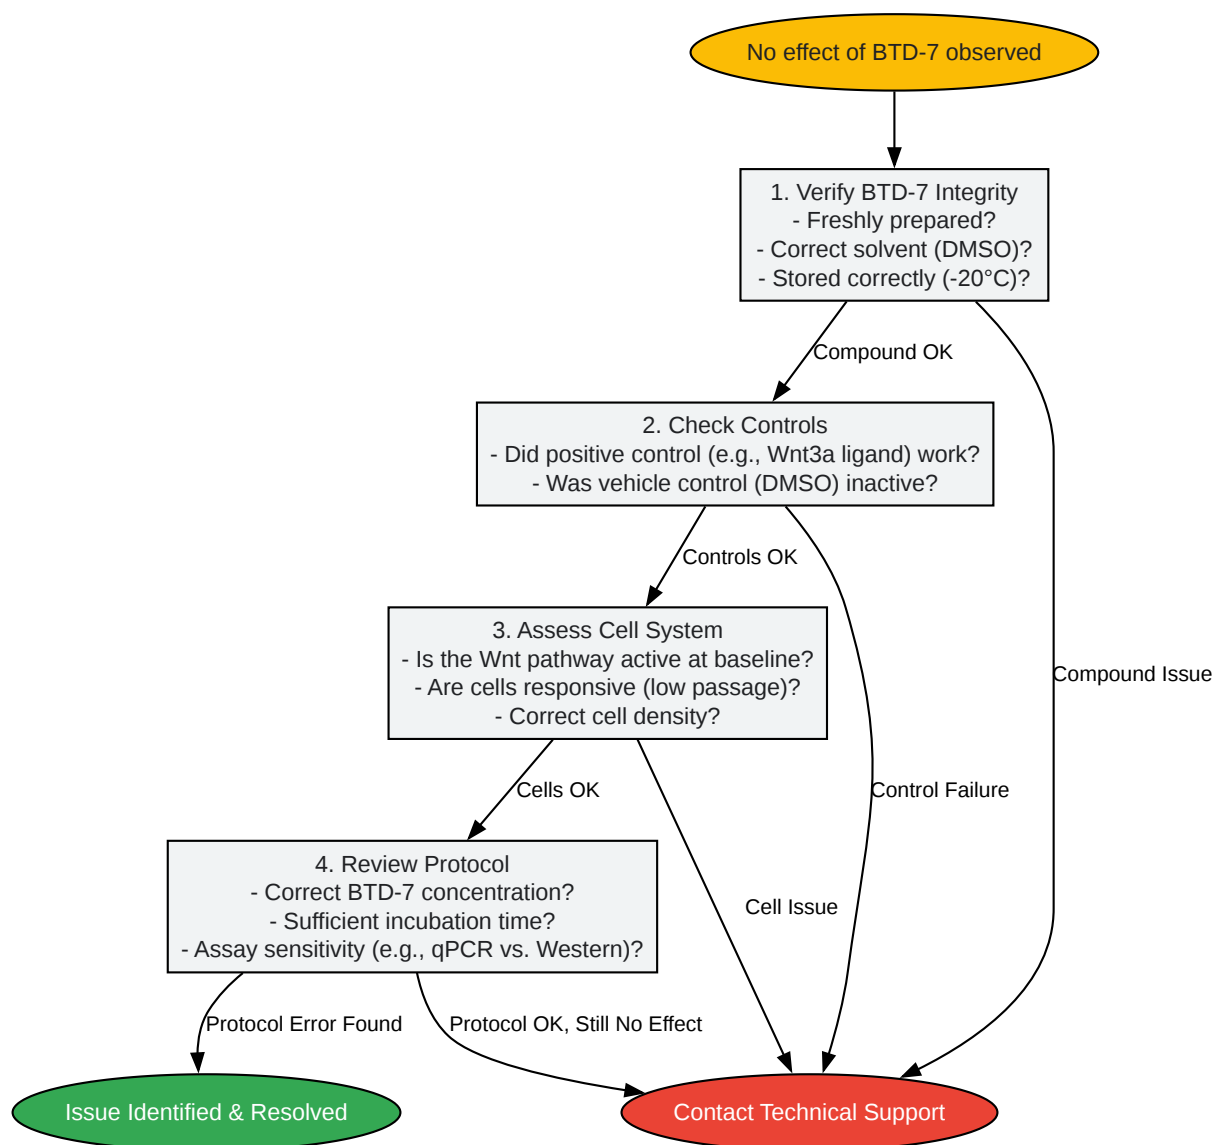 No effect of BTD-7 observed
1. Verify BTD-7 Integrity
- Freshly prepared?
- Correct solvent (DMSO)?
- Stored correctly (-20°C)?
Compound OK
2. Check Controls
- Did positive control (e.g., Wnt3a ligand) work?
- Was vehicle control (DMSO) inactive?
Controls OK
3. Assess Cell System
- Is the Wnt pathway active at baseline?
- Are cells responsive (low passage)?
- Correct cell density?
Compound Issue
Cells OK
Control Failure
4. Review Protocol
- Correct BTD-7 concentration?
- Sufficient incubation time?
- Assay sensitivity (e.g., qPCR vs. Western)?
Cell Issue
Protocol Error Found
Protocol OK, Still No Effect
Issue Identified & Resolved
Contact Technical Support